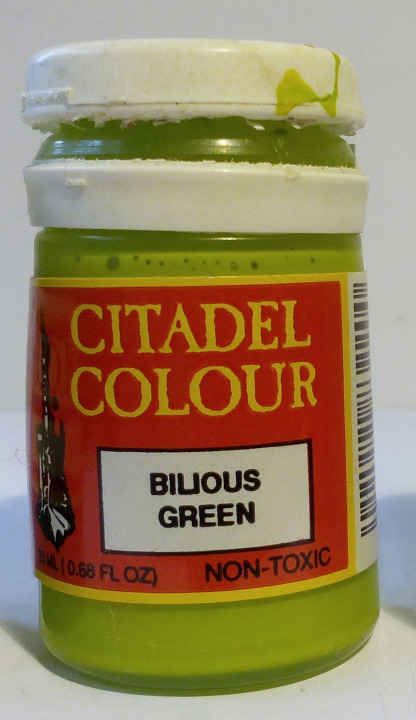 CITADEL
COLOUR
BILIOUS
GREEN
20 ML ( 0.68 FL OZ)
NON-TOXIC